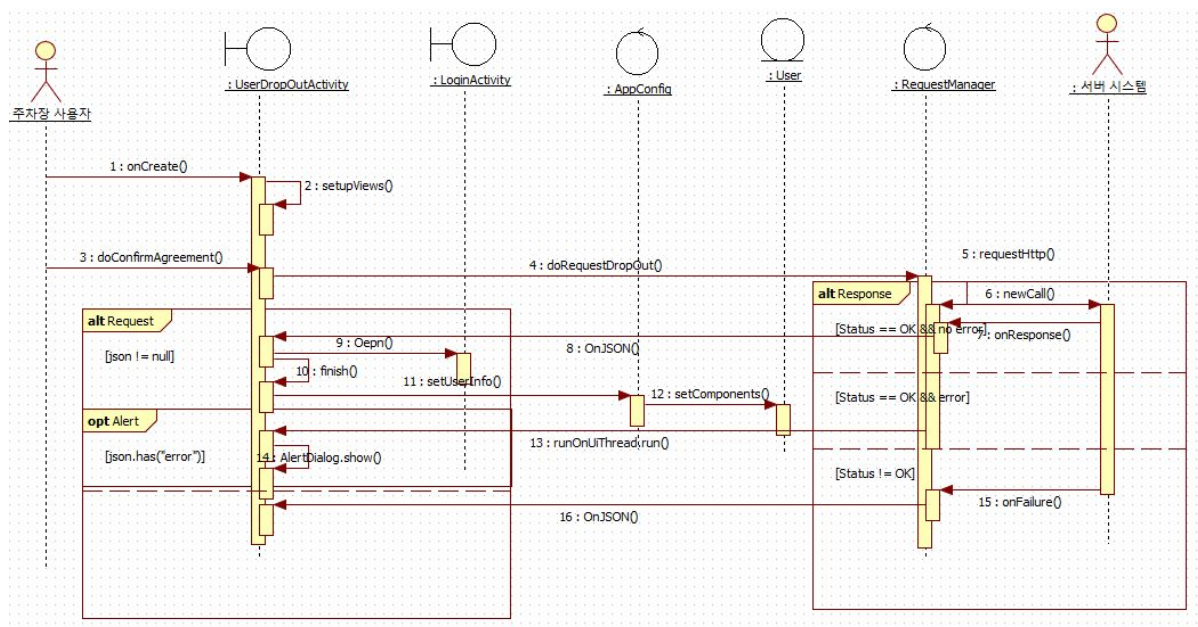 주차장 사용자
: UserDropOutActivity
: LoginActivity
: AppConfig
: User
: RequestManager
: 서버 시스템
1 : onCreate()
2 : setupViews()
3 : doConfirmAgreement()
4 : doRequestDropOut()
5 : requestHttp()
alt Response
6 : newCall()
alt Request
[Status == OK && no error]
7 : onResponse()
[json != null]
8 : OnJSON()
9 : Oepn()
10 : finish()
11 : setUserInfo()
12 : setComponents()
[Status == OK && error]
opt Alert
13 : runOnUiThread.run()
[json.has("error")]
14 : AlertDialog.show()
[Status != OK]
15 : onFailure()
16 : OnJSON()